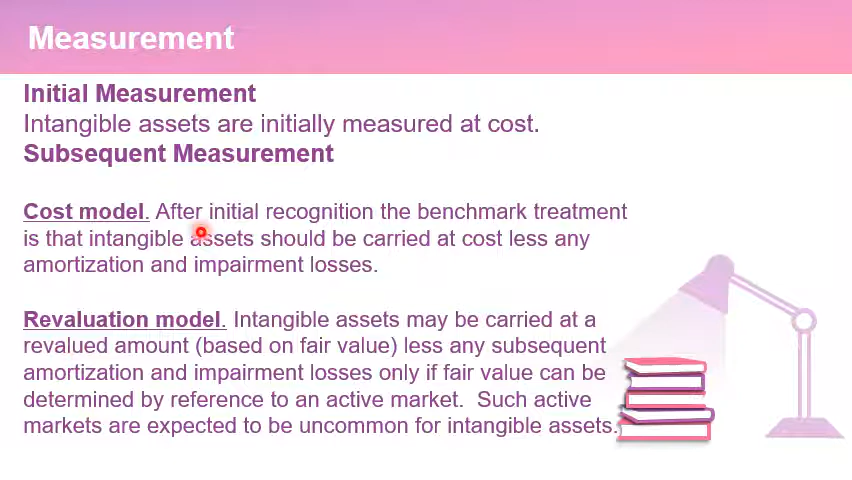 Measurement
Initial Measurement
Intangible assets are initially measured at cost.
Subsequent Measurement
Cost model. After initial recognition the benchmark treatment
is that intangible assets should be carried at cost less any
amortization and impairment losses.
Revaluation model. Intangible assets may be carried at a
revalued amount (based on fair value) less any subsequent
amortization and impairment losses only if fair value can be
determined by reference to an active market.  Such active
markets are expected to be uncommon for intangible assets.